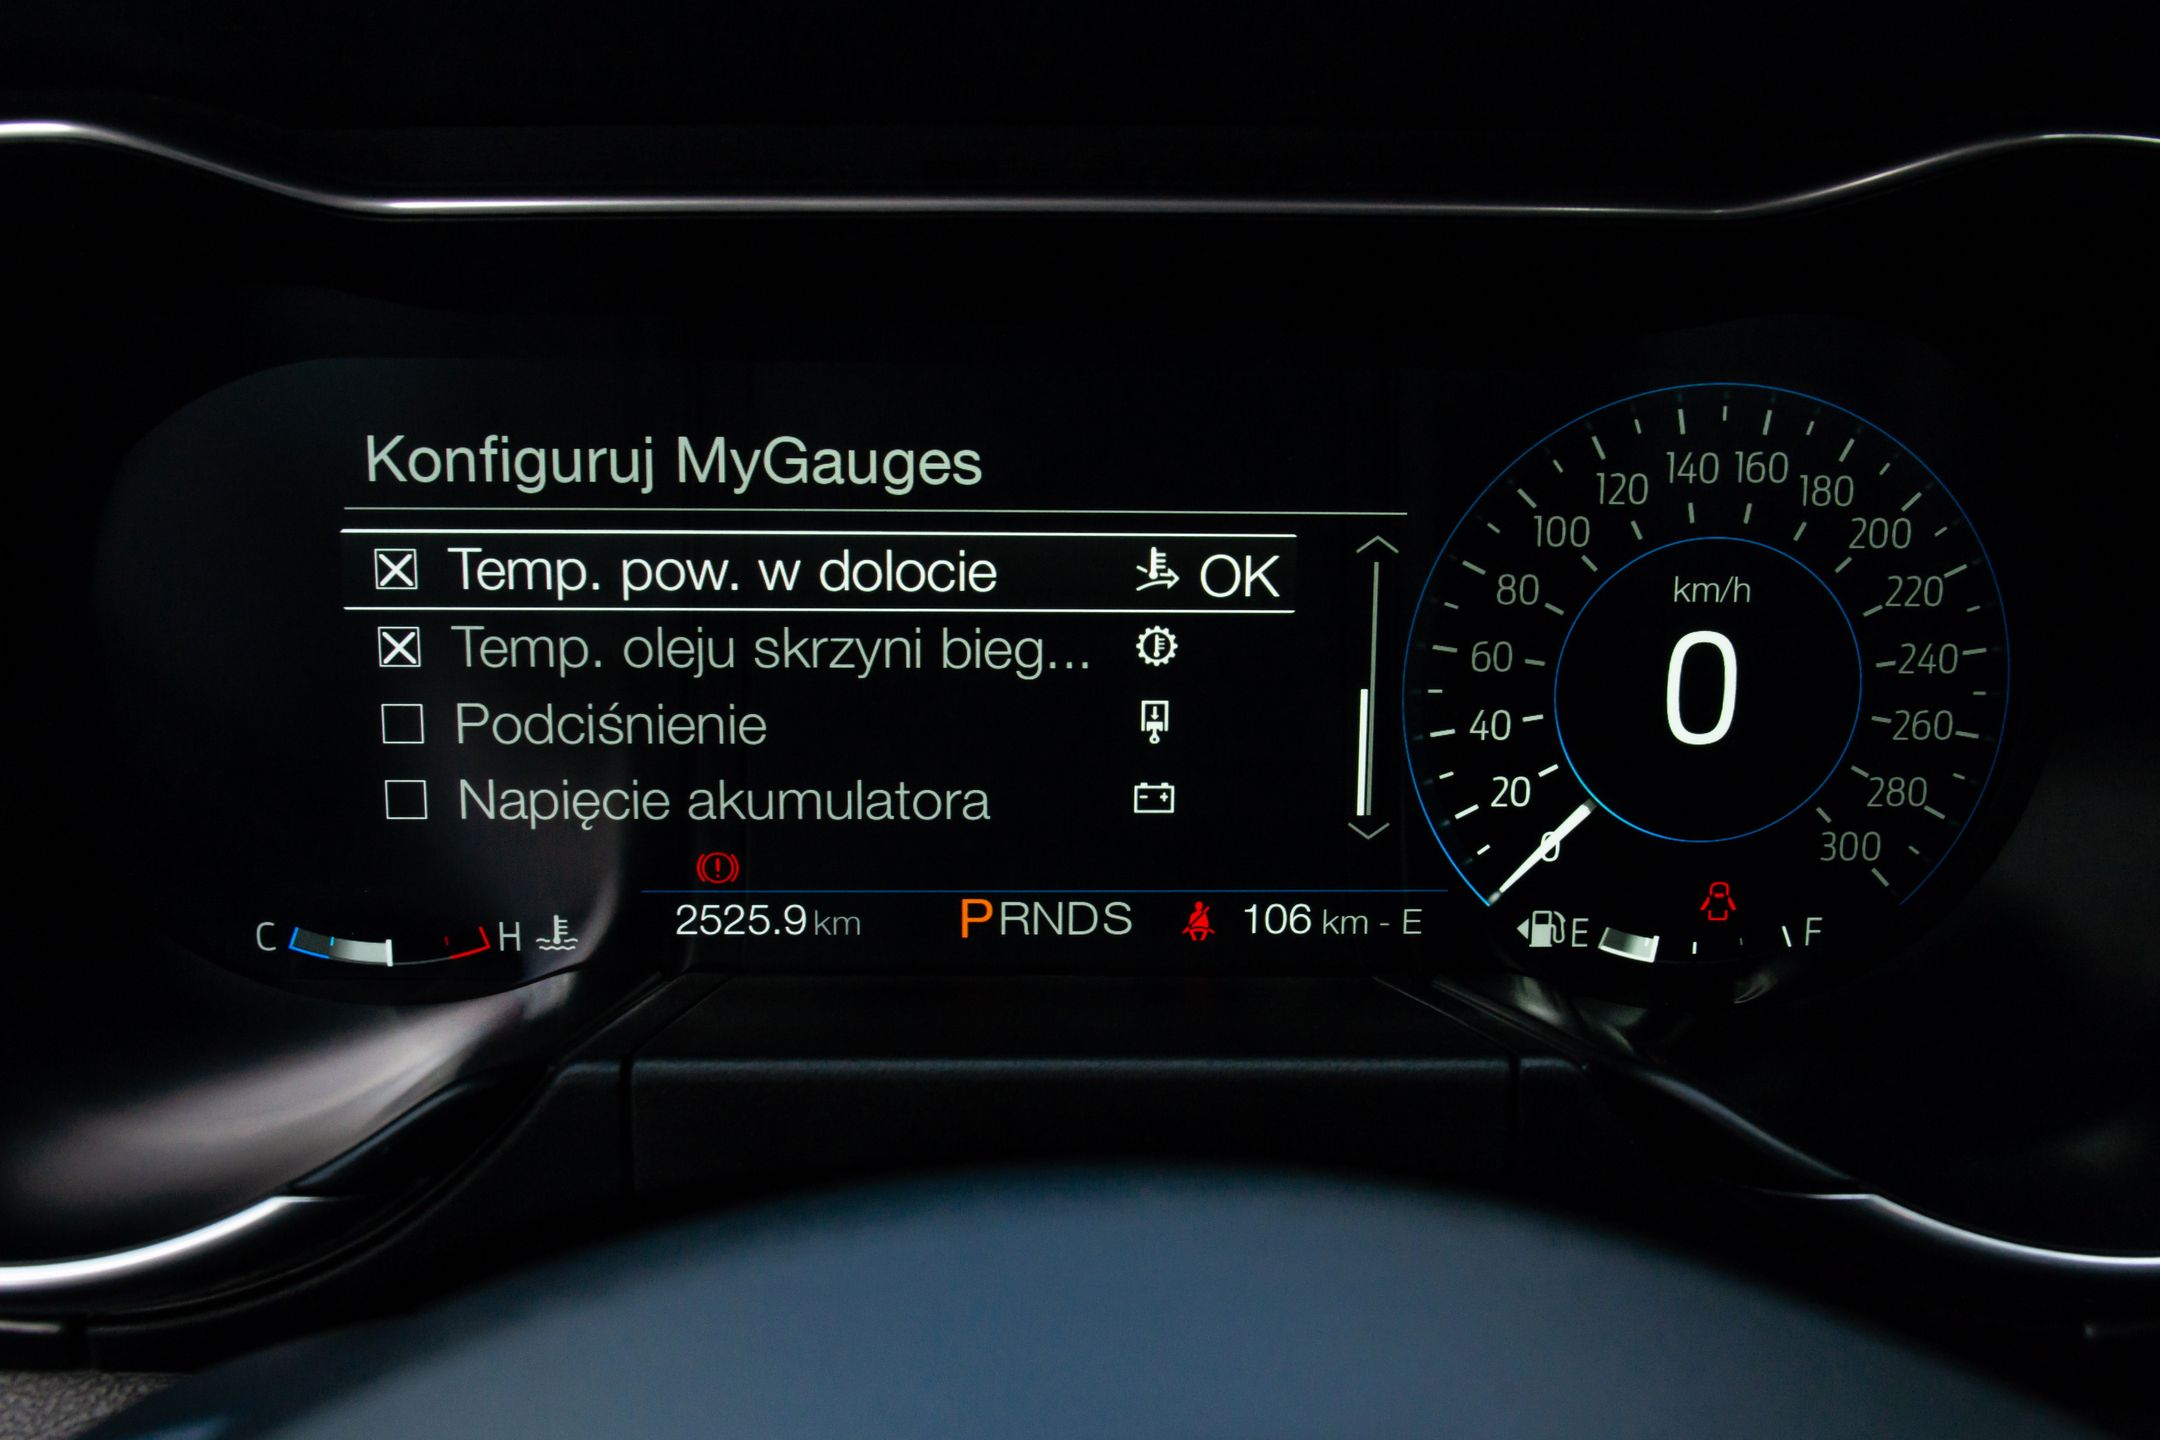 Konfiguruj MyGauges
Temp. pow. w dolocie OK
Temp. oleju skrzyni bieg...
Podciśnienie
Napięcie akumulatora
C H
2525.9 km
PRNDS
106 km - E
0
20
40
60
80
100
120
140
160
180
200
220
240
260
280
300
km/h
0
E F